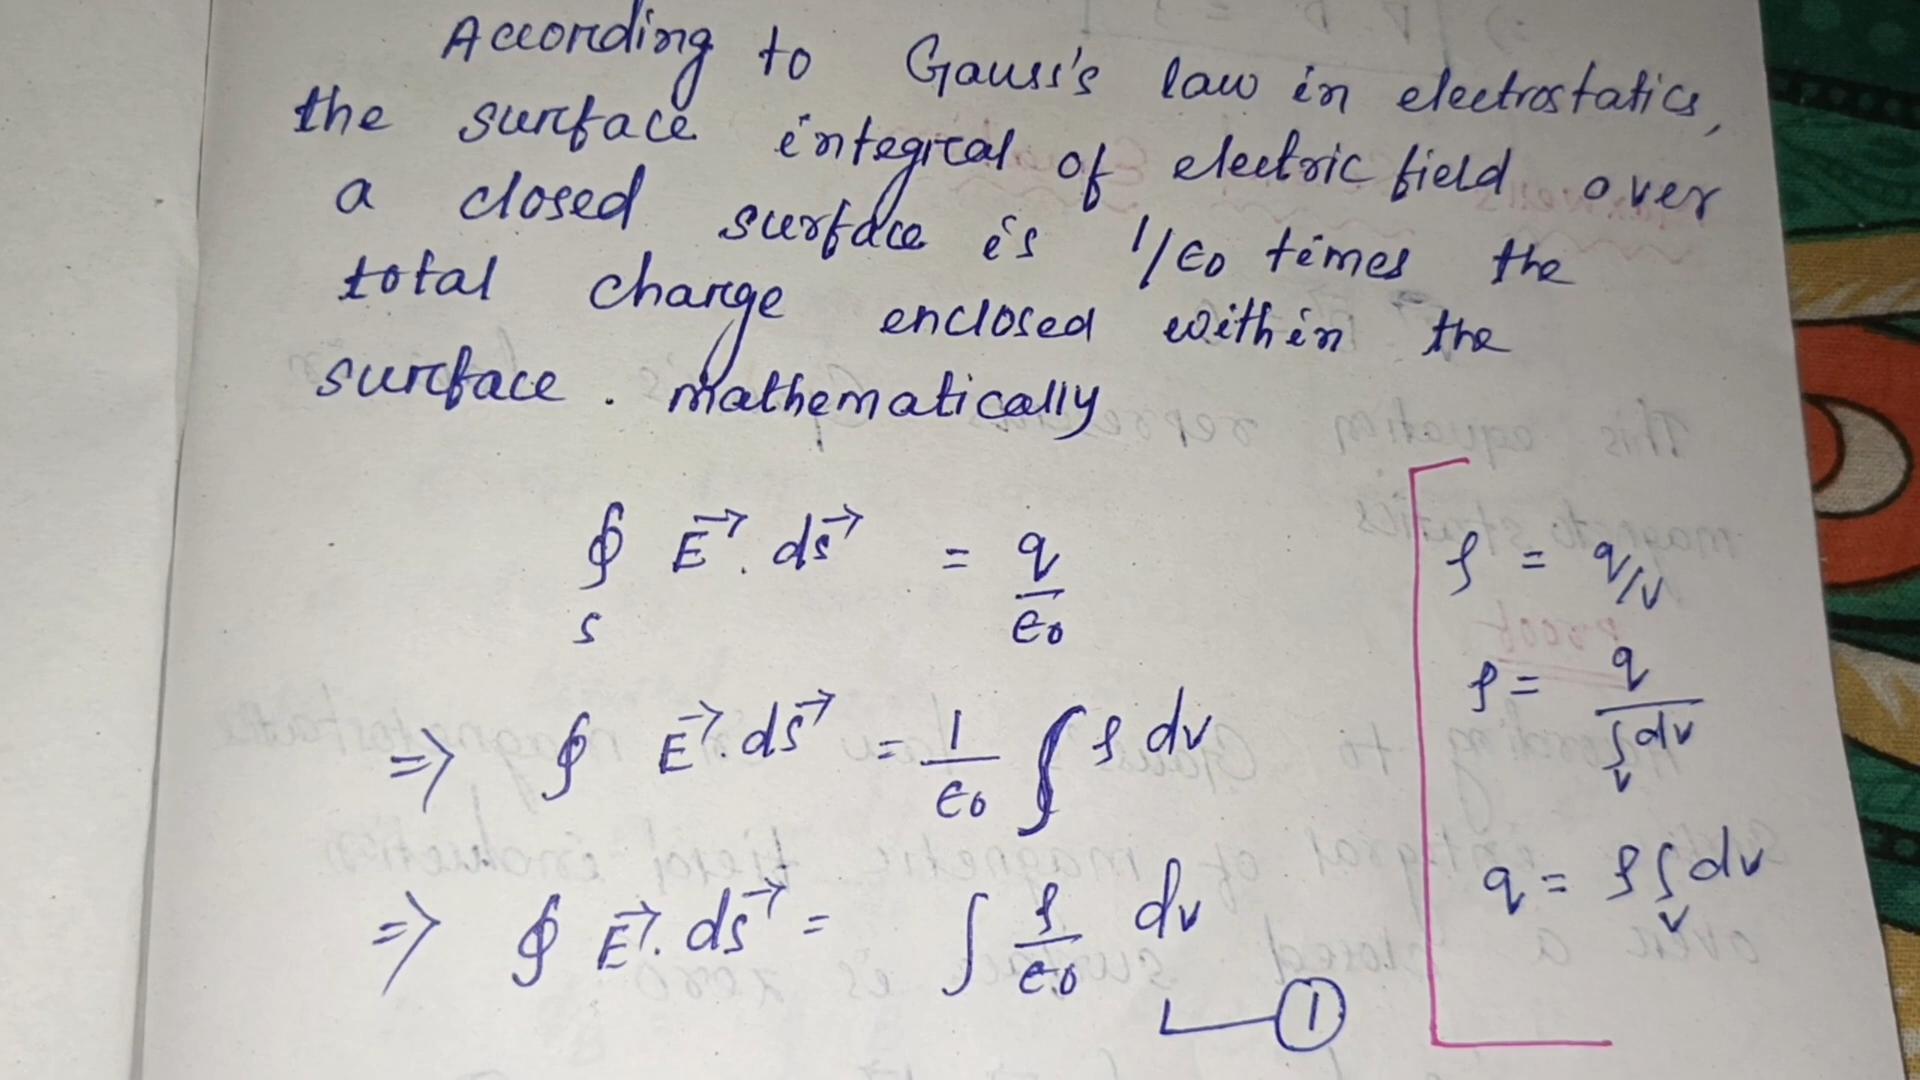 According to Gauss's law in electrostatics,
the surface integral of electric field over
a closed surface is 1/ϵ0 times the
total charge enclosed within the
surface. mathematically
∮S E⃗ . ds⃗ = q/ϵ0
=> ∮ E⃗ . ds⃗ = 1/ϵ0 ∫ ρ dv
=> ∮ E⃗ . ds⃗ = ∫ ρ/ϵ0 dv
1
ρ = q/v
ρ = q/∫v dv
q = ρ ∫v dv